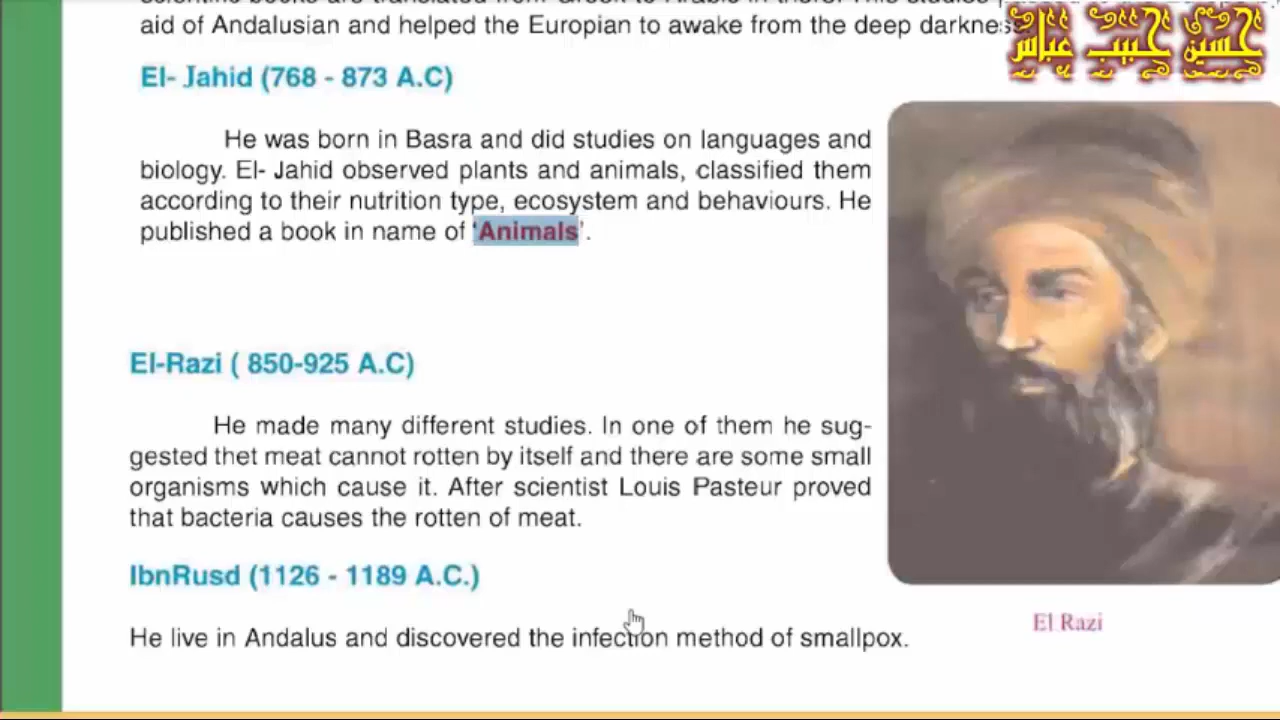 aid of Andalusian and helped the Europian to awake from the deep
حسين حبيب عباس
El- Jahid (768 - 873 A.C)
He was born in Basra and did studies on languages and
biology. El- Jahid observed plants and animals, classified them
according to their nutrition type, ecosystem and behaviours. He
published a book in name of 'Animals'.
El-Razi ( 850-925 A.C)
He made many different studies. In one of them he sug-
gested thet meat cannot rotten by itself and there are some small
organisms which cause it. After scientist Louis Pasteur proved
that bacteria causes the rotten of meat.
IbnRusd (1126 - 1189 A.C.)
He live in Andalus and discovered the infection method of smallpox.
El Razi